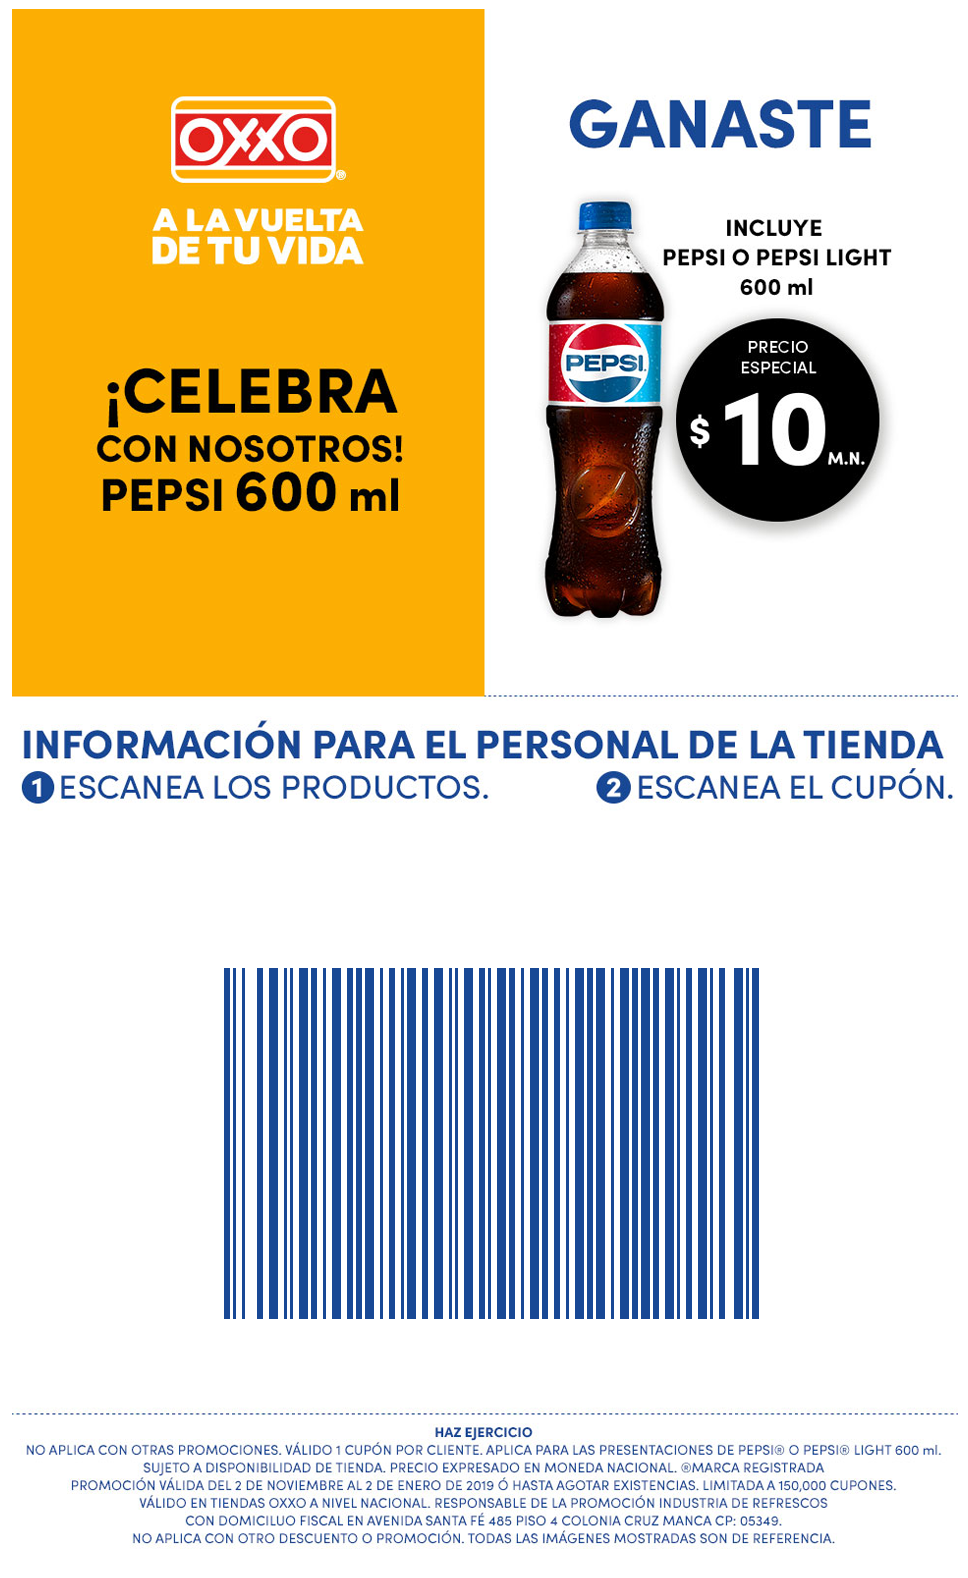 OXXO®
A LA VUELTA
DE TU VIDA
¡CELEBRA
CON NOSOTROS!
PEPSI 600 ml
GANASTE
INCLUYE
PEPSI O PEPSI LIGHT
600 ml
PEPSI
PRECIO
ESPECIAL
$ 10 M.N.
INFORMACIÓN PARA EL PERSONAL DE LA TIENDA
1 ESCANEA LOS PRODUCTOS. 2 ESCANEA EL CUPÓN.
HAZ EJERCICIO
NO APLICA CON OTRAS PROMOCIONES. VÁLIDO 1 CUPÓN POR CLIENTE. APLICA PARA LAS PRESENTACIONES DE PEPSI® O PEPSI® LIGHT 600 ml.
SUJETO A DISPONIBILIDAD DE TIENDA. PRECIO EXPRESADO EN MONEDA NACIONAL. ®MARCA REGISTRADA
PROMOCIÓN VÁLIDA DEL 2 DE NOVIEMBRE AL 2 DE ENERO DE 2019 Ó HASTA AGOTAR EXISTENCIAS. LIMITADA A 150,000 CUPONES.
VÁLIDO EN TIENDAS OXXO A NIVEL NACIONAL. RESPONSABLE DE LA PROMOCIÓN INDUSTRIA DE REFRESCOS
CON DOMICILUO FISCAL EN AVENIDA SANTA FÉ 485 PISO 4 COLONIA CRUZ MANCA CP: 05349.
NO APLICA CON OTRO DESCUENTO O PROMOCIÓN. TODAS LAS IMÁGENES MOSTRADAS SON DE REFERENCIA.